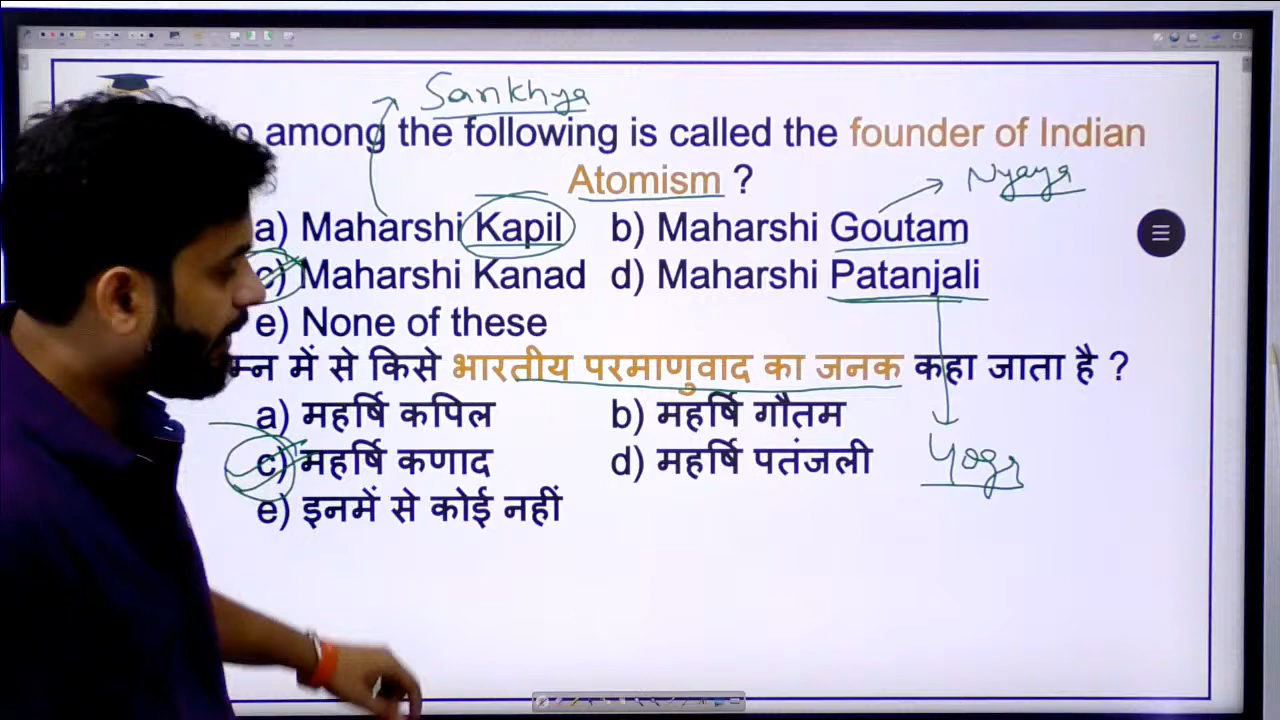 Sankhya
among the following is called the founder of Indian
Atomism ?
Nyaya
a) Maharshi Kapil b) Maharshi Goutam
c) Maharshi Kanad d) Maharshi Patanjali
e) None of these
में से किसे भारतीय परमाणुवाद का जनक कहा जाता है ?
a) महर्षि कपिल b) महर्षि गौतम
c) महर्षि कणाद d) महर्षि पतंजली
Yoga
e) इनमें से कोई नहीं